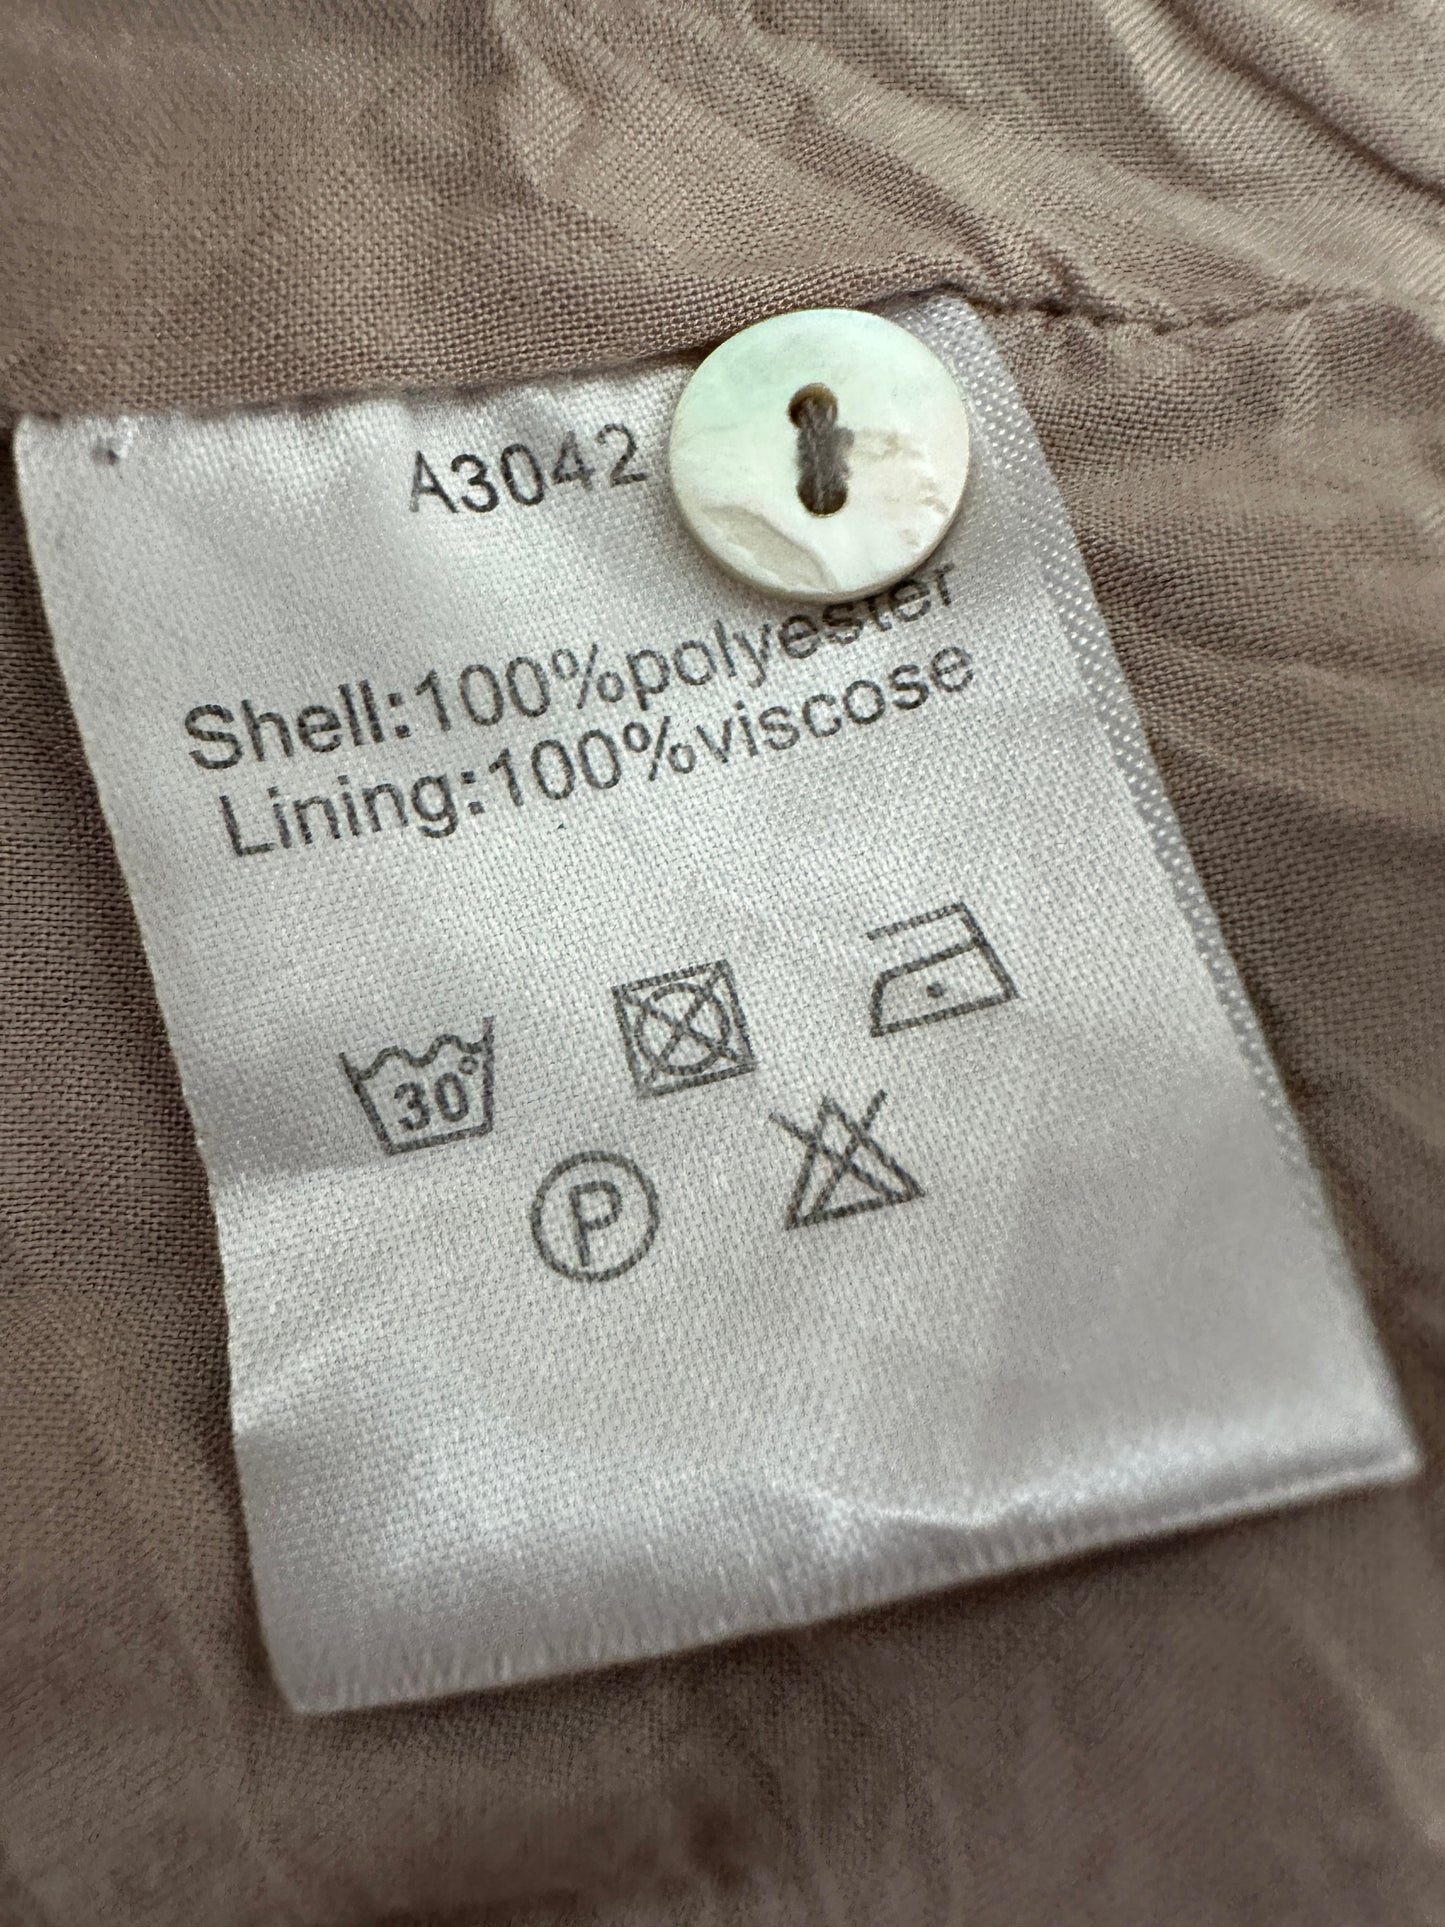 A3042
Shell:100%polyester
Lining:100%viscose
30°
P